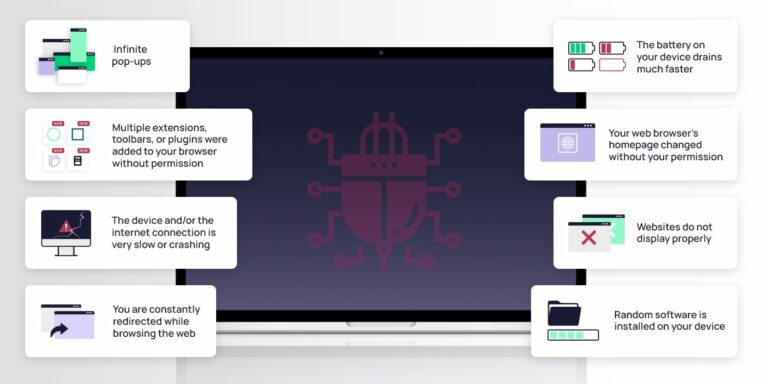 Infinite
pop-ups
NEW
NEW
NEW
NEW
Multiple extensions,
toolbars, or plugins were
added to your browser
without permission
The device and/or the
internet connection is
very slow or crashing
You are constantly
redirected while
browsing the web
The battery on
your device drains
much faster
Your web browser's
homepage changed
without your permission
Websites do not
display properly
Random software is
installed on your device